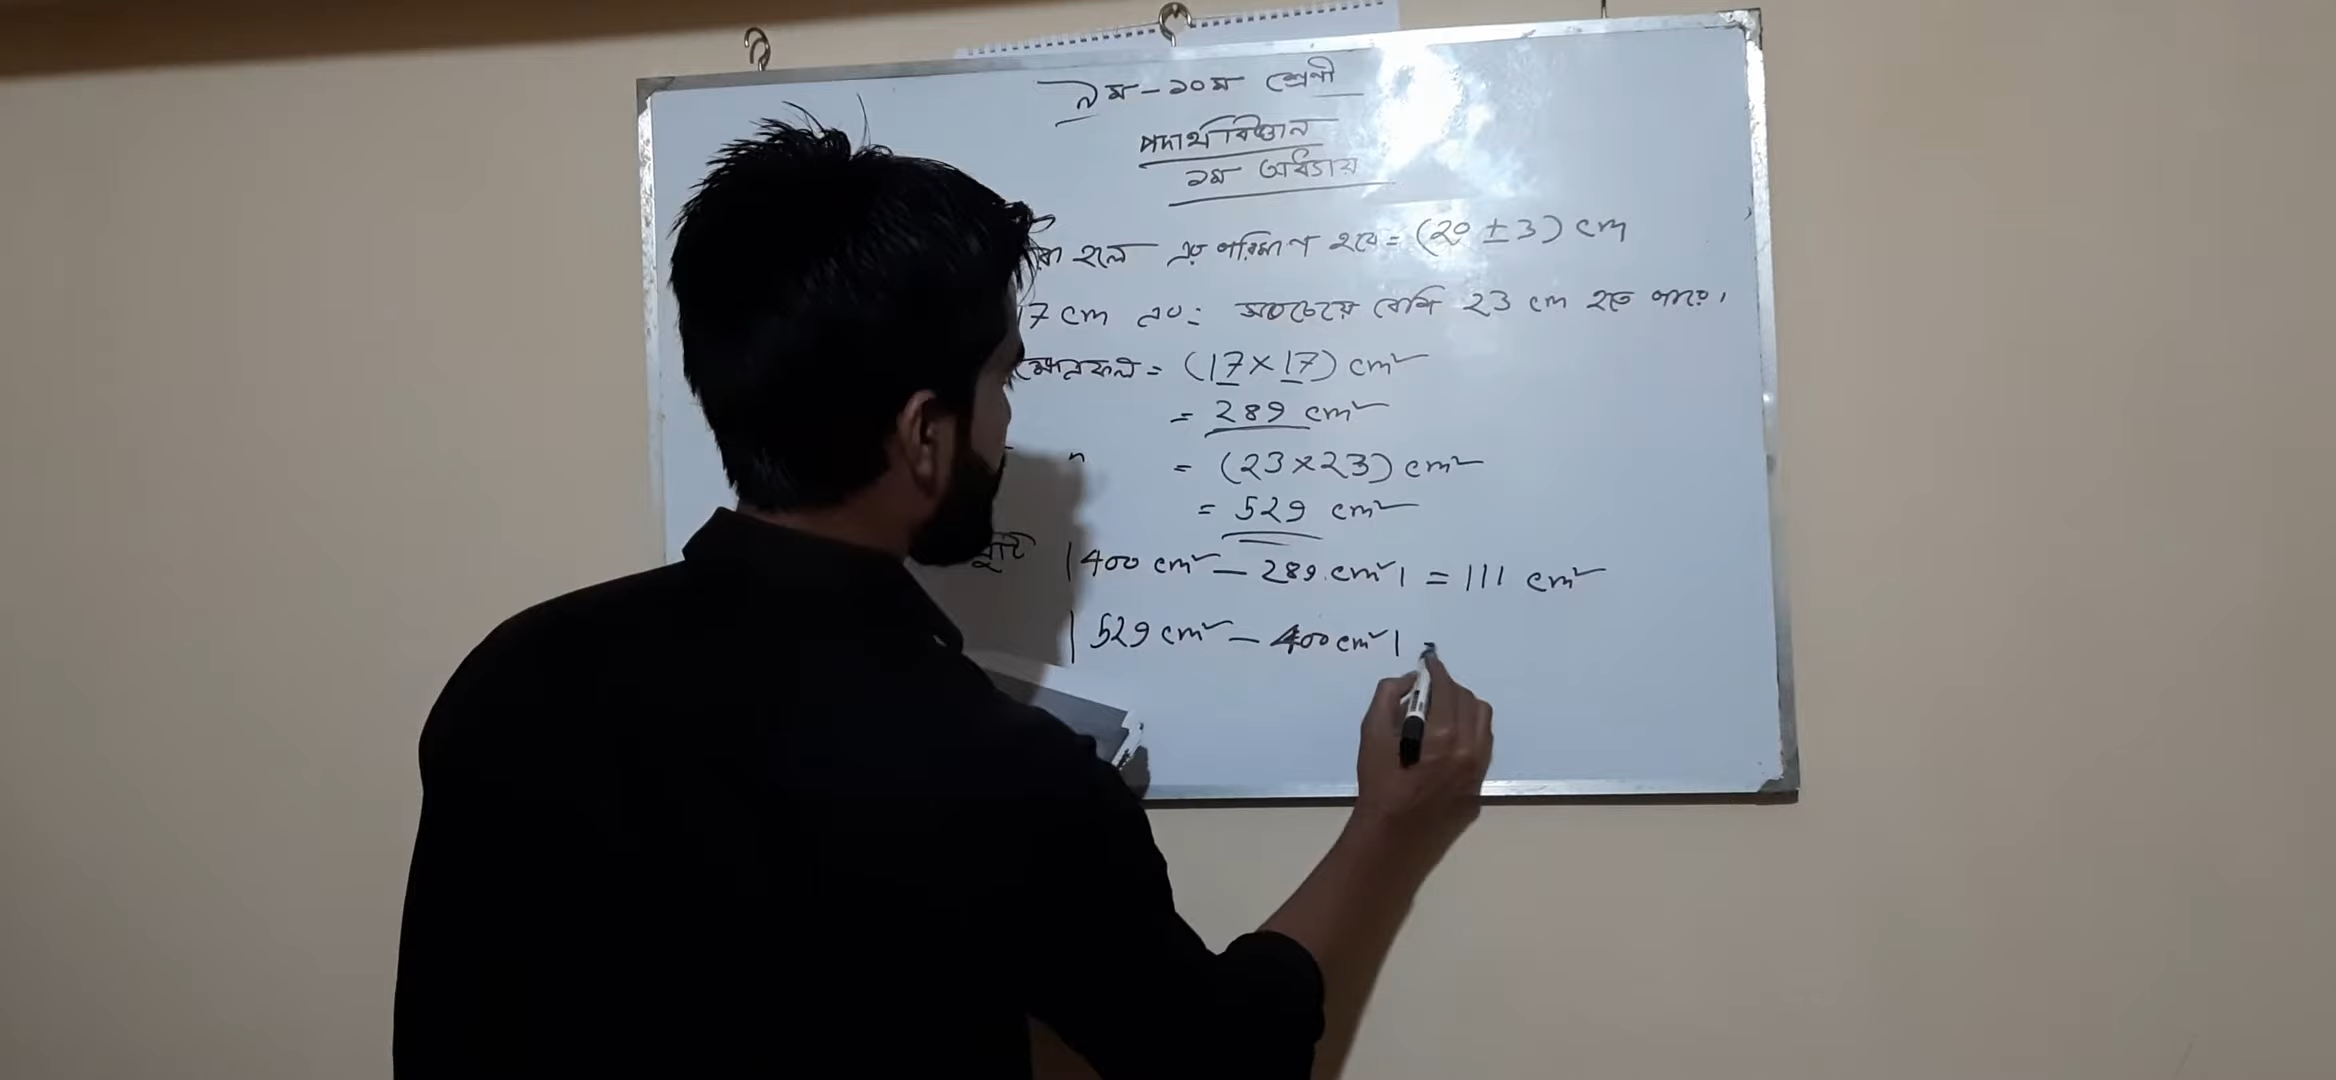 ৯ম - ১০ম শ্রেণী
পদার্থবিজ্ঞান
১ম অধ্যায়
হলে এর পরিমাণ হবে = (20 ± 3) cm
17 cm এবং সবচেয়ে বেশি 23 cm হতে পারে।
ক্ষেত্রফল = (17 × 17) cm²
= 289 cm²
" = (23 × 23) cm²
= 529 cm²
|400 cm² - 289 cm²| = 111 cm²
|529 cm² - 400 cm²| =